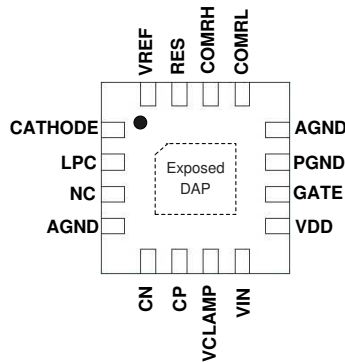 VREF
RES
COMRH
COMRL
CATHODE
LPC
NC
AGND
Exposed
DAP
AGND
PGND
GATE
VDD
CN
CP
VCLAMP
VIN